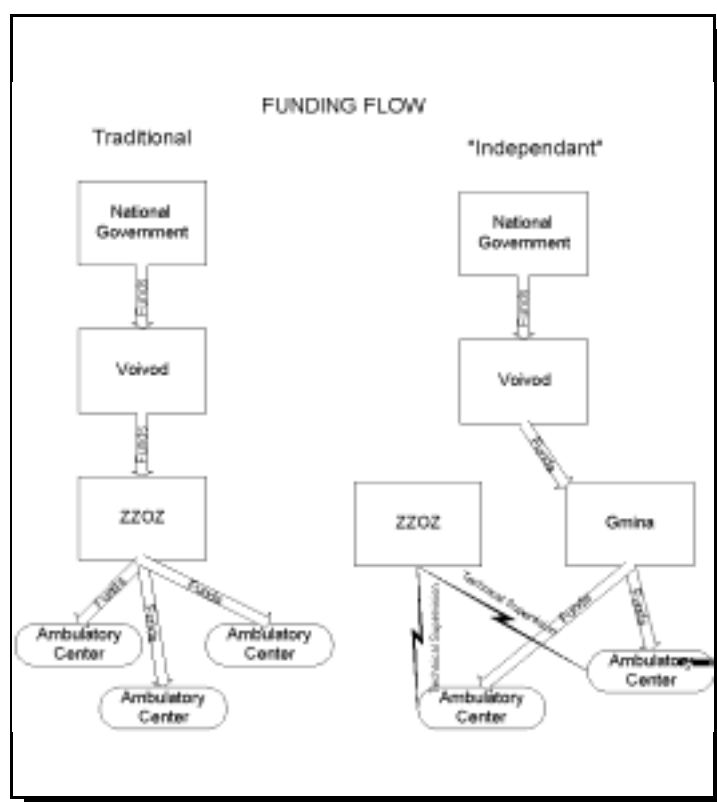 FUNDING FLOW
Traditional
"Independant"
National
Government
Funds
Voivod
Funds
ZZOZ
Funds
Funds
Funds
Ambulatory
Center
Ambulatory
Center
Ambulatory
Center
National
Government
Funds
Voivod
Funds
ZZOZ
Gmina
Technical Supervision
Technical Supervision
Funds
Funds
Ambulatory
Center
Ambulatory
Center